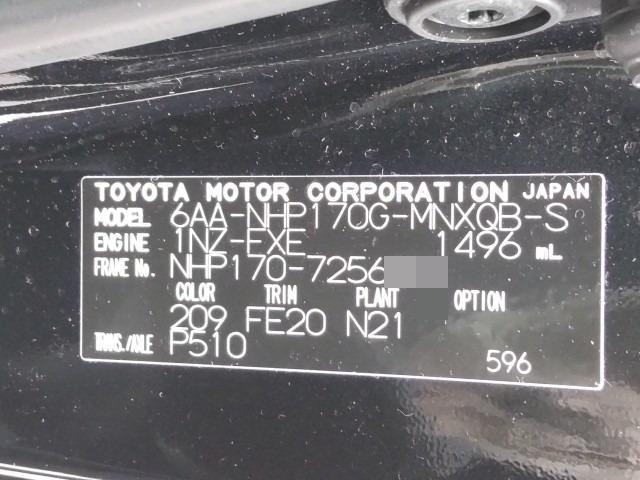 TOYOTA MOTOR CORPORATION JAPAN
MODEL 6AA-NHP170G-MNXQB-S
ENGINE 1NZ-FXE 1496 mL
FRAME No. NHP170-7256
COLOR TRIM PLANT OPTION
209 FE20 N21
TRANS./AXLE P510
596